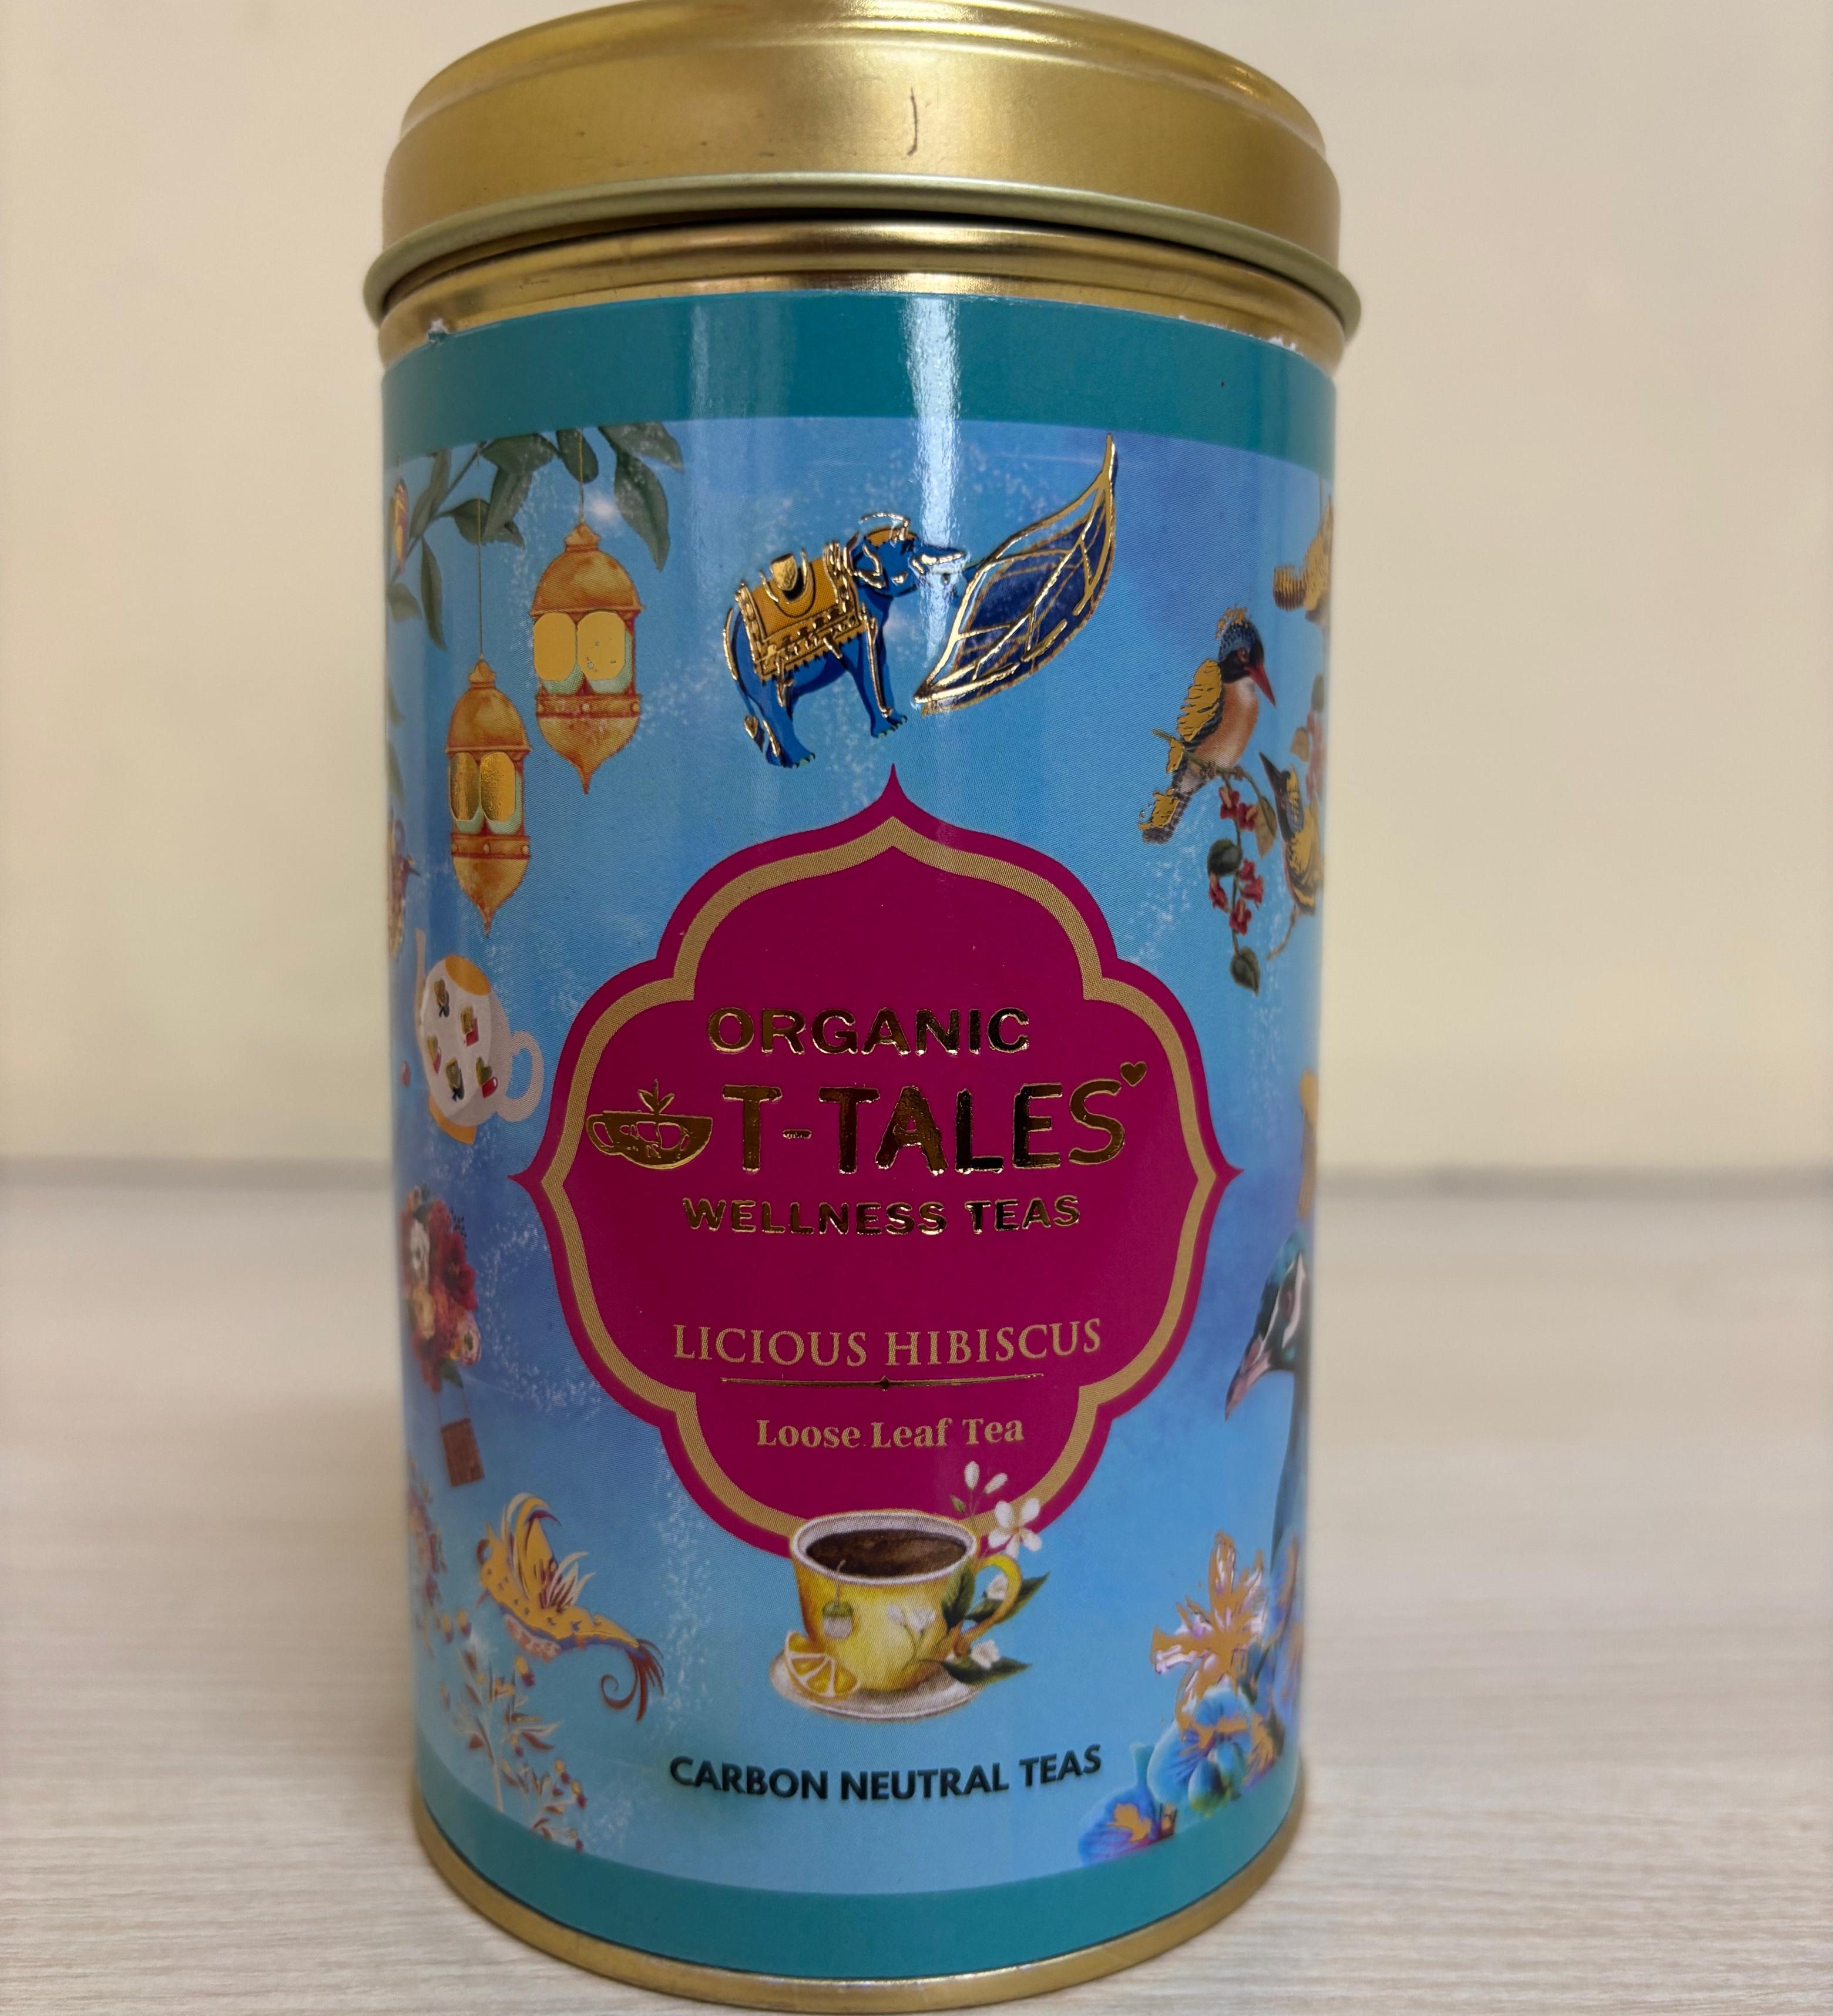 ORGANIC
T-TALES
WELLNESS TEAS
LICIOUS HIBISCUS
Loose Leaf Tea
CARBON NEUTRAL TEAS